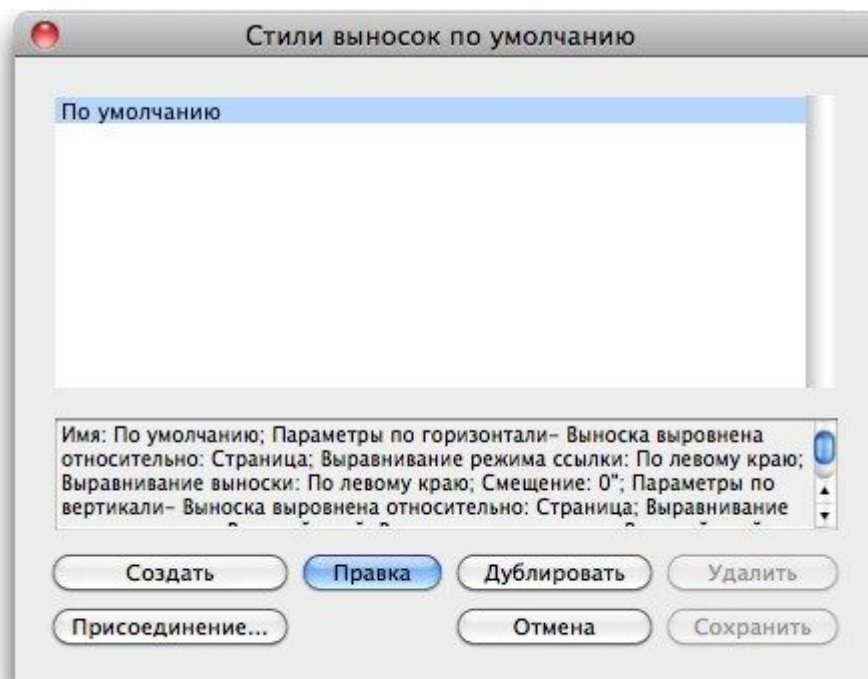 Стили выносок по умолчанию
По умолчанию
Имя: По умолчанию; Параметры по горизонтали– Выноска выровнена
относительно: Страница; Выравнивание режима ссылки: По левому краю;
Выравнивание выноски: По левому краю; Смещение: 0"; Параметры по
вертикали– Выноска выровнена относительно: Страница; Выравнивание
Создать Правка Дублировать Удалить
Присоединение... Отмена Сохранить